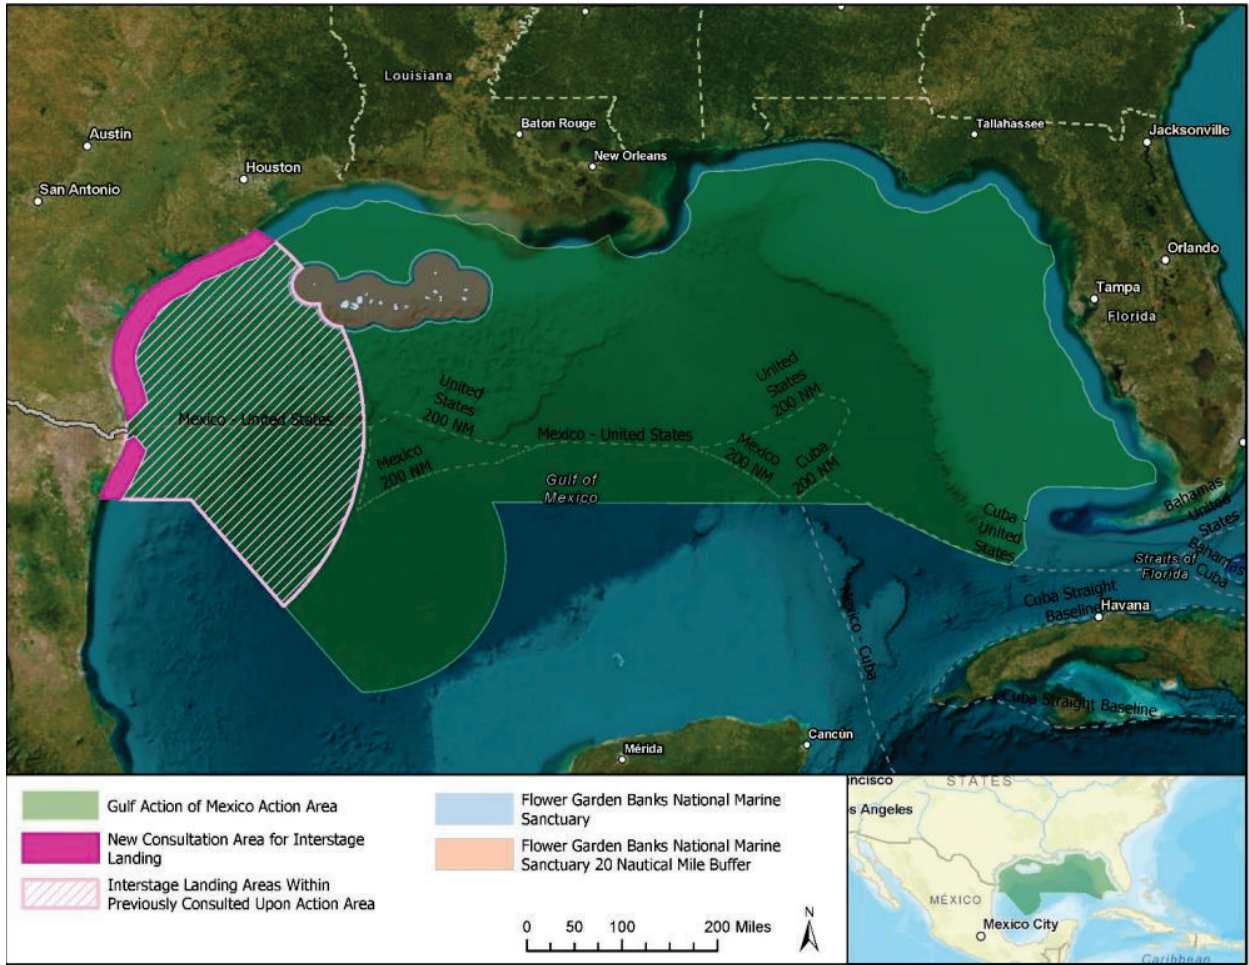 Louisiana
Austin
Houston
San Antonio
Baton Rouge
New Orleans
Tallahassee
Jacksonville
Orlando
Tampa
Florida
Mexico - United States
United
States
200 NM
Mexico
200 NM
Mexico - United States
United
States
200 NM
Mexico
200 NM
Cuba
200 NM
Gulf of
Mexico
Cuba -
United
States
Bahamas
United
States
Bahamas
Cuba
Straits of
Florida
Cuba Straight
Baseline
Havana
Mexico - Cuba
Cuba Straight Baseline
Cancún
Mérida
Gulf Action of Mexico Action Area
New Consultation Area for Interstage
Landing
Interstage Landing Areas Within
Previously Consulted Upon Action Area
Flower Garden Banks National Marine
Sanctuary
Flower Garden Banks National Marine
Sanctuary 20 Nautical Mile Buffer
0 50 100 200 Miles
N
ncisco
STATES
os Angeles
MÉXICO
Mexico City
Caribbean